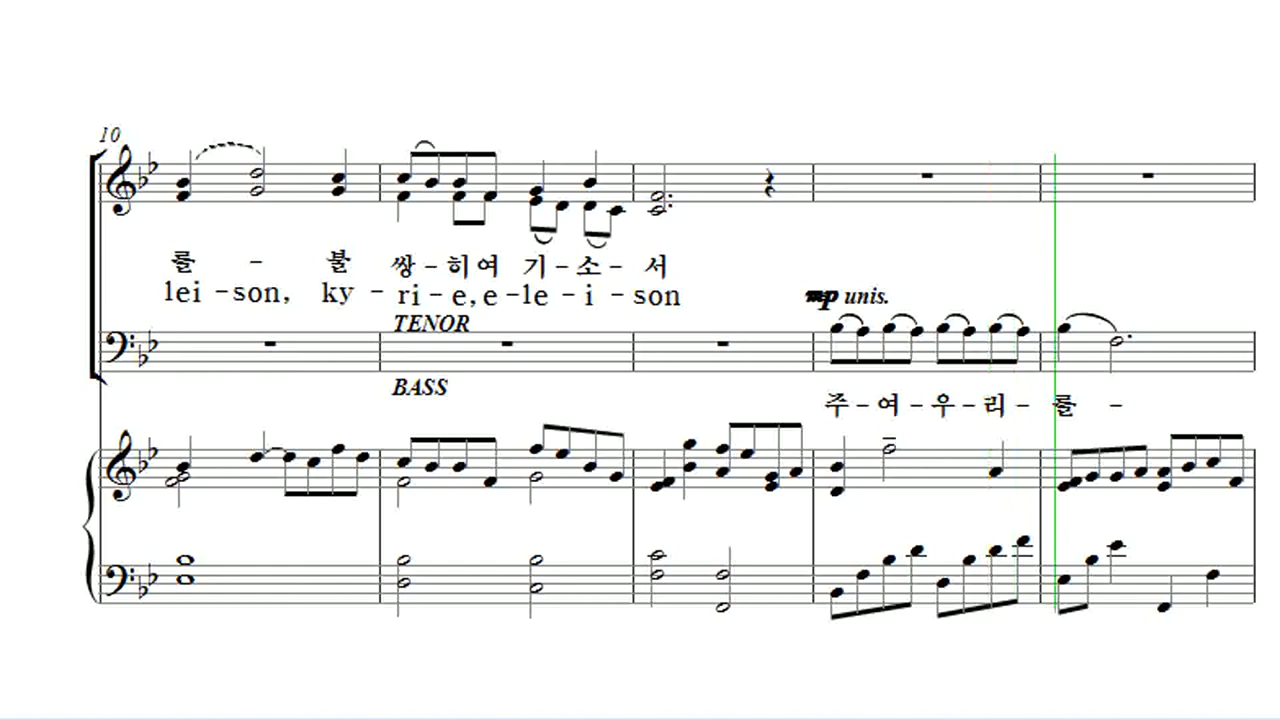 10
를 - 불 쌍 - 히 여 기 - 소 - 서
lei - son, ky - ri - e, e - le - i - son
TENOR
mp unis.
BASS
주 - 여 - 우 - 리 - 를 -